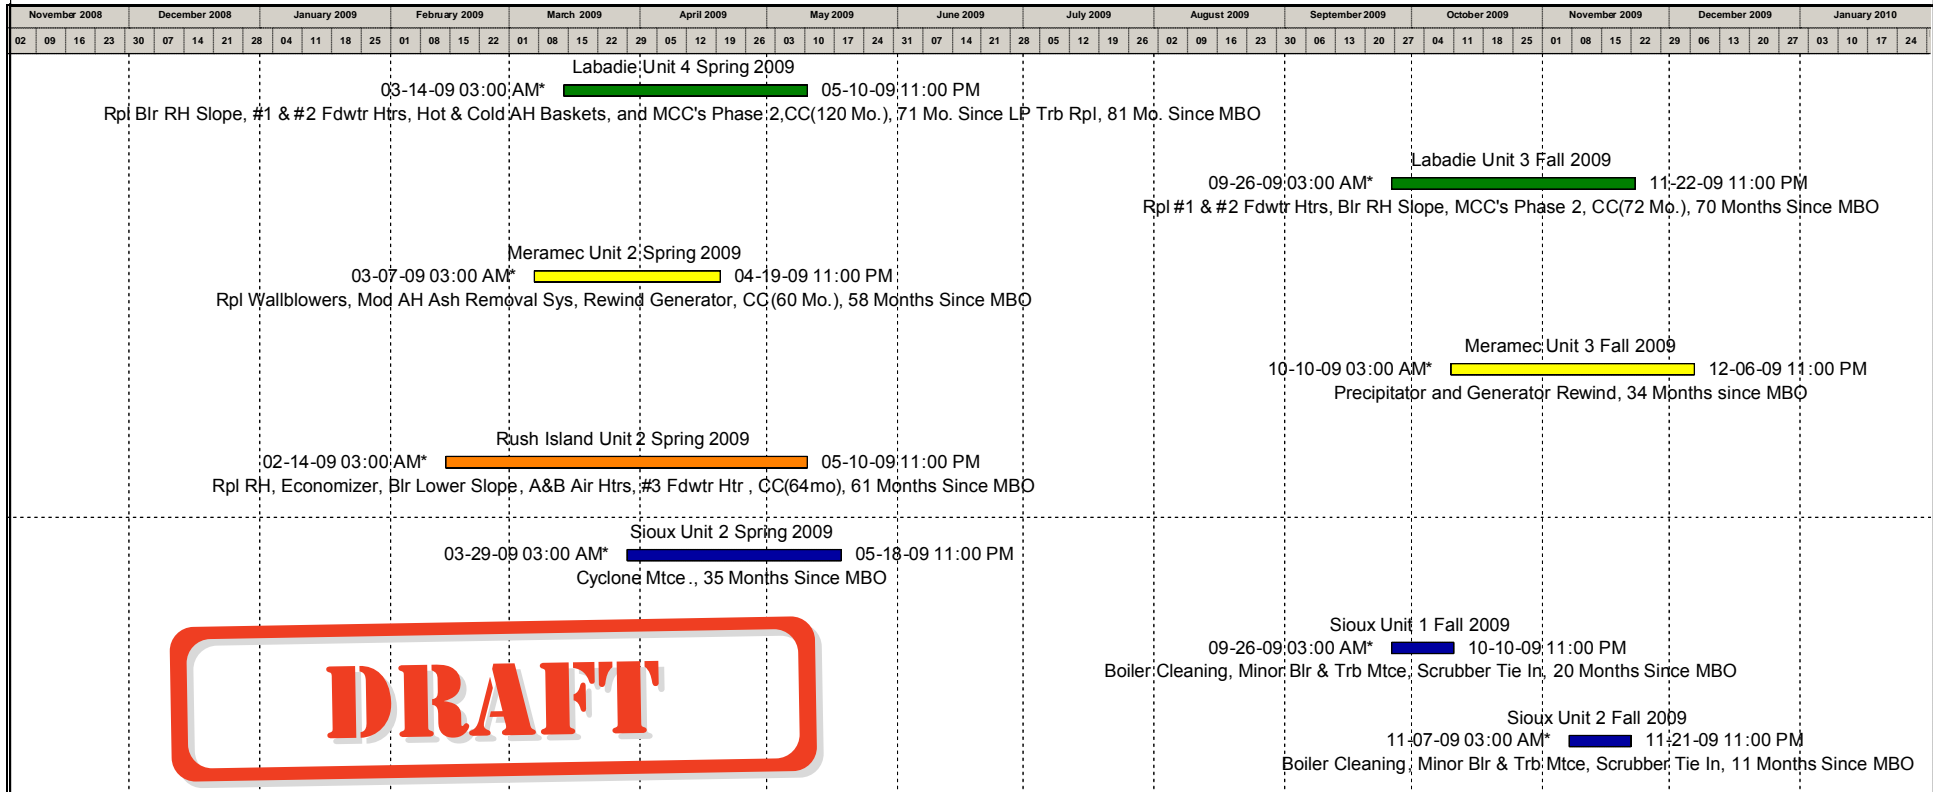 November 2008 December 2008 January 2009 February 2009 March 2009 April 2009 May 2009 June 2009 July 2009 August 2009 September 2009 October 2009 November 2009 December 2009 January 2010
02 09 16 23 30 07 14 21 28 04 11 18 25 01 08 15 22 01 08 15 22 29 05 12 19 26 03 10 17 24 31 07 14 21 28 05 12 19 26 02 09 16 23 30 06 13 20 27 04 11 18 25 01 08 15 22 29 06 13 20 27 03 10 17 24
Labadie Unit 4 Spring 2009
03-14-09 03:00 AM* 05-10-09 11:00 PM
Rpl Blr RH Slope, #1 & #2 Fdwtr Htrs, Hot & Cold AH Baskets, and MCC's Phase 2,CC(120 Mo.), 71 Mo. Since LP Trb Rpl, 81 Mo. Since MBO
Labadie Unit 3 Fall 2009
09-26-09 03:00 AM* 11-22-09 11:00 PM
Rpl #1 & #2 Fdwtr Htrs, Blr RH Slope, MCC's Phase 2, CC(72 Mo.), 70 Months Since MBO
Meramec Unit 2 Spring 2009
03-07-09 03:00 AM* 04-19-09 11:00 PM
Rpl Wallblowers, Mod AH Ash Removal Sys, Rewind Generator, CC(60 Mo.), 58 Months Since MBO
Meramec Unit 3 Fall 2009
10-10-09 03:00 AM* 12-06-09 11:00 PM
Precipitator and Generator Rewind, 34 Months since MBO
Rush Island Unit 2 Spring 2009
02-14-09 03:00 AM* 05-10-09 11:00 PM
Rpl RH, Economizer, Blr Lower Slope, A&B Air Htrs, #3 Fdwtr Htr , CC(64mo), 61 Months Since MBO
Sioux Unit 2 Spring 2009
03-29-09 03:00 AM* 05-18-09 11:00 PM
Cyclone Mtce ., 35 Months Since MBO
Sioux Unit 1 Fall 2009
09-26-09 03:00 AM* 10-10-09 11:00 PM
Boiler Cleaning, Minor Blr & Trb Mtce, Scrubber Tie In, 20 Months Since MBO
DRAFT
Sioux Unit 2 Fall 2009
11-07-09 03:00 AM* 11-21-09 11:00 PM
Boiler Cleaning, Minor Blr & Trb Mtce, Scrubber Tie In, 11 Months Since MBO